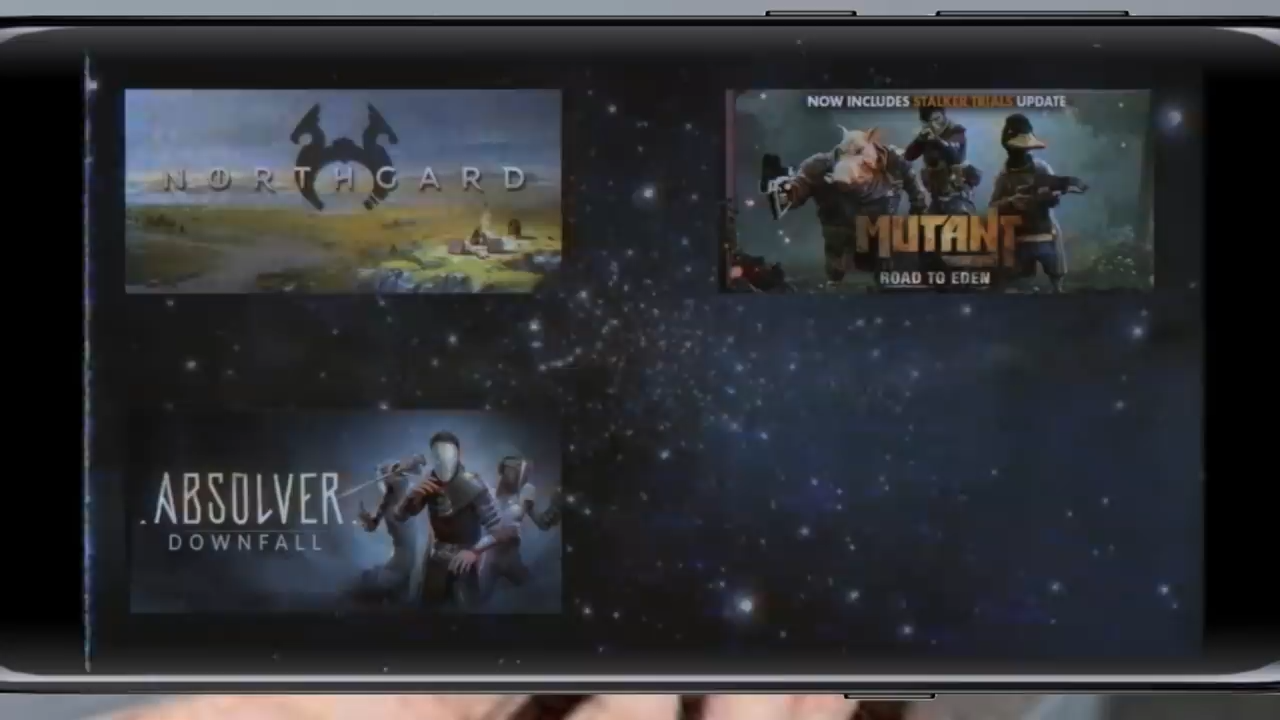 NORTHGARD
NOW INCLUDES STALKER TRIALS UPDATE
MUTANT
ROAD TO EDEN
ABSOLVER
DOWNFALL